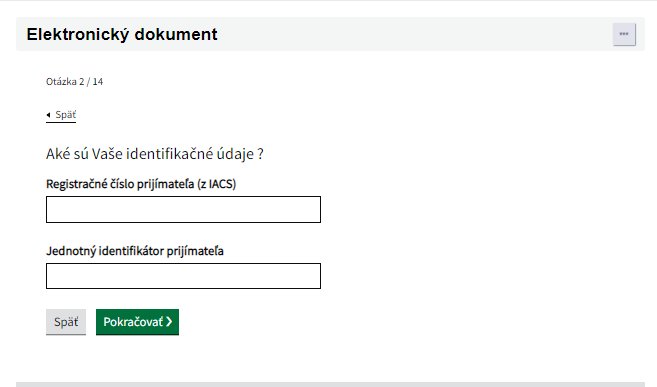 Elektronický dokument
Otázka 2 / 14
Späť
Aké sú Vaše identifikačné údaje ?
Registračné číslo prijímateľa (z IACS)
Jednotný identifikátor prijímateľa
Späť
Pokračovať